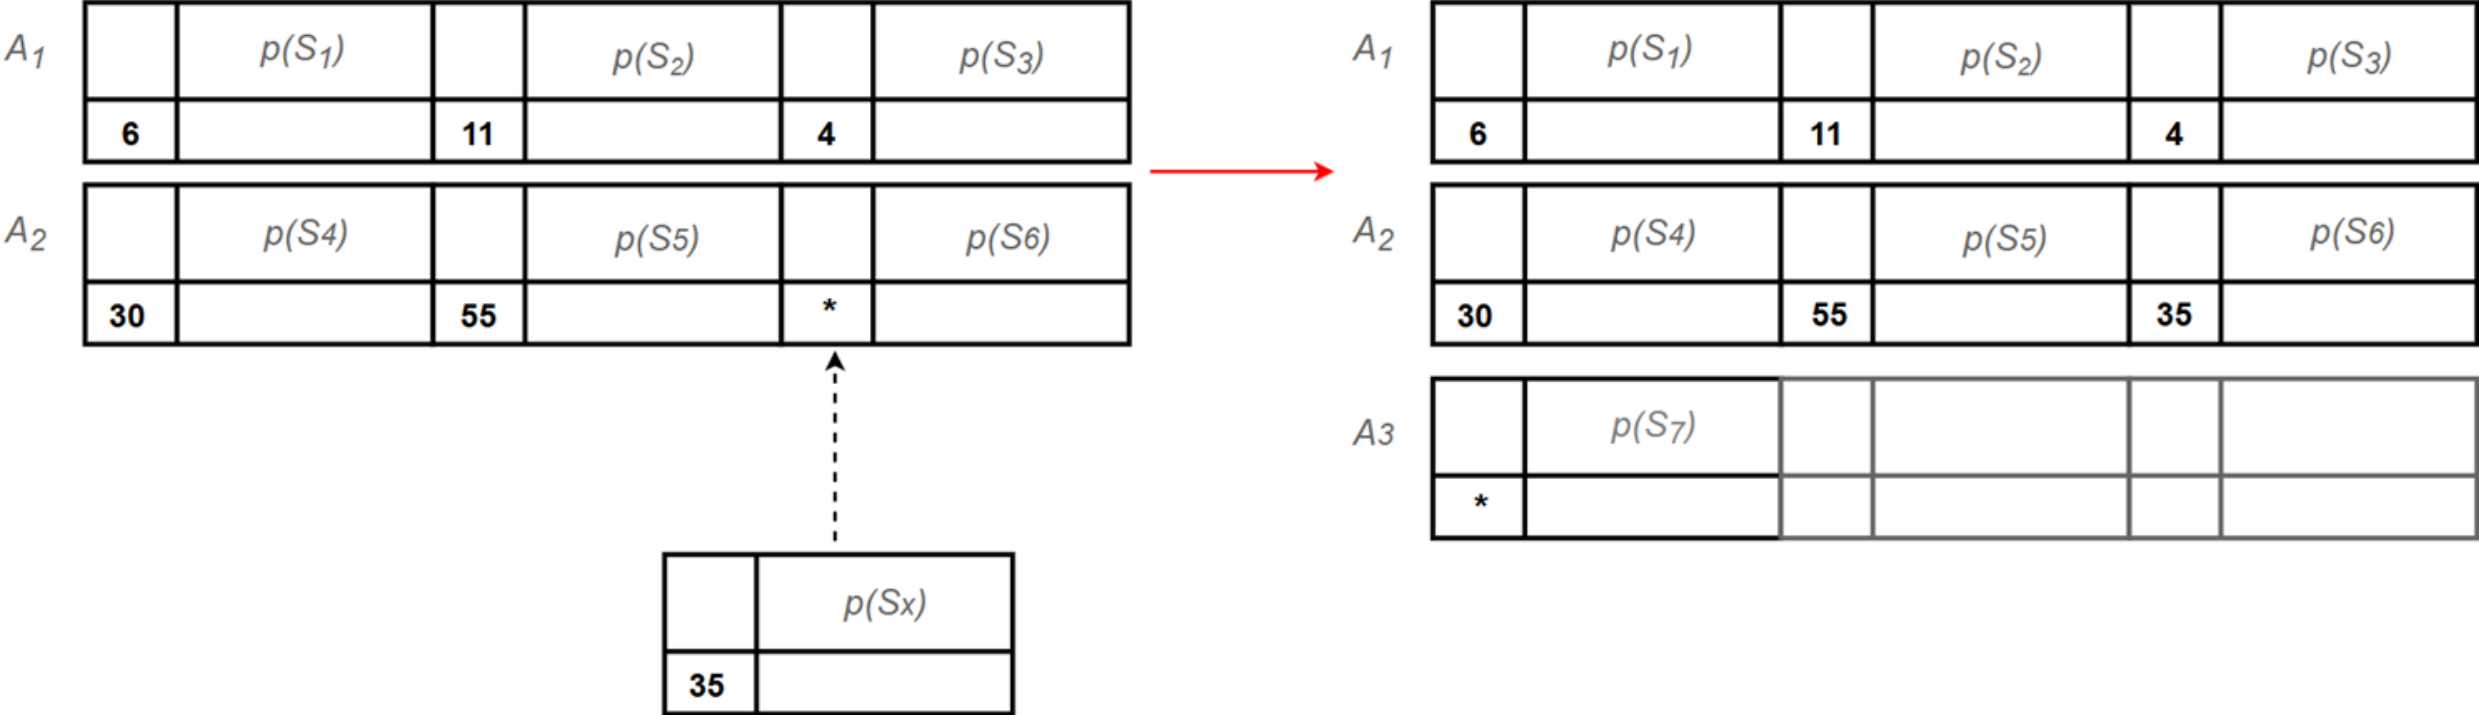 A1 p(S1) p(S2) p(S3)
6 11 4
A2 p(S4) p(S5) p(S6)
30 55 *
p(Sx)
35
A1 p(S1) p(S2) p(S3)
6 11 4
A2 p(S4) p(S5) p(S6)
30 55 35
A3 p(S7)
*